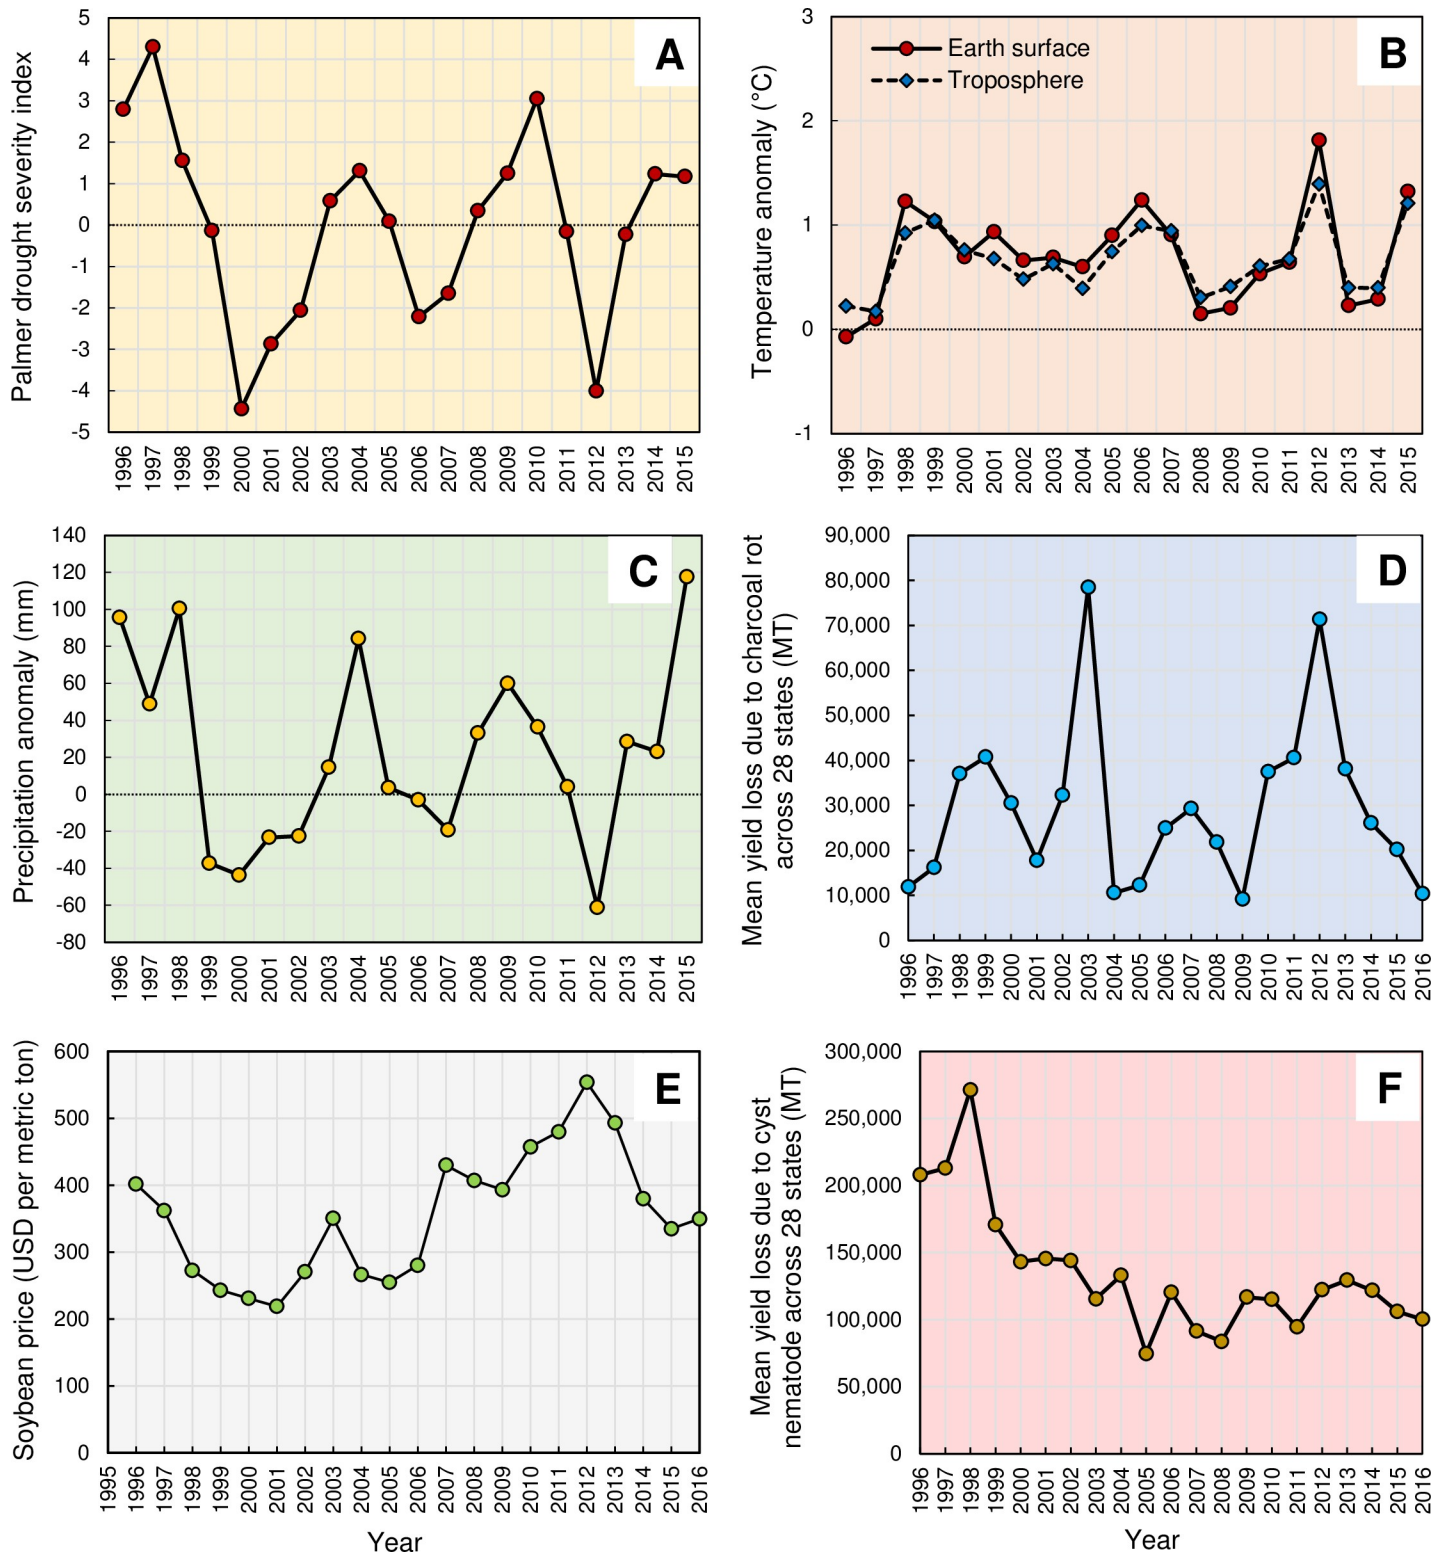 A
Palmer drought severity index
5
4
3
2
1
0
-1
-2
-3
-4
-5
1996 1997 1998 1999 2000 2001 2002 2003 2004 2005 2006 2007 2008 2009 2010 2011 2012 2013 2014 2015
B
Earth surface
Troposphere
Temperature anomaly (°C)
3
2
1
0
-1
1996 1997 1998 1999 2000 2001 2002 2003 2004 2005 2006 2007 2008 2009 2010 2011 2012 2013 2014 2015
C
Precipitation anomaly (mm)
140
120
100
80
60
40
20
0
-20
-40
-60
-80
1996 1997 1998 1999 2000 2001 2002 2003 2004 2005 2006 2007 2008 2009 2010 2011 2012 2013 2014 2015
D
Mean yield loss due to charcoal rot
across 28 states (MT)
90,000
80,000
70,000
60,000
50,000
40,000
30,000
20,000
10,000
0
1996 1997 1998 1999 2000 2001 2002 2003 2004 2005 2006 2007 2008 2009 2010 2011 2012 2013 2014 2015 2016
E
Soybean price (USD per metric ton)
600
500
400
300
200
100
0
1995 1996 1997 1998 1999 2000 2001 2002 2003 2004 2005 2006 2007 2008 2009 2010 2011 2012 2013 2014 2015 2016
Year
F
Mean yield loss due to cyst
nematode across 28 states (MT)
300,000
250,000
200,000
150,000
100,000
50,000
0
1996 1997 1998 1999 2000 2001 2002 2003 2004 2005 2006 2007 2008 2009 2010 2011 2012 2013 2014 2015 2016
Year